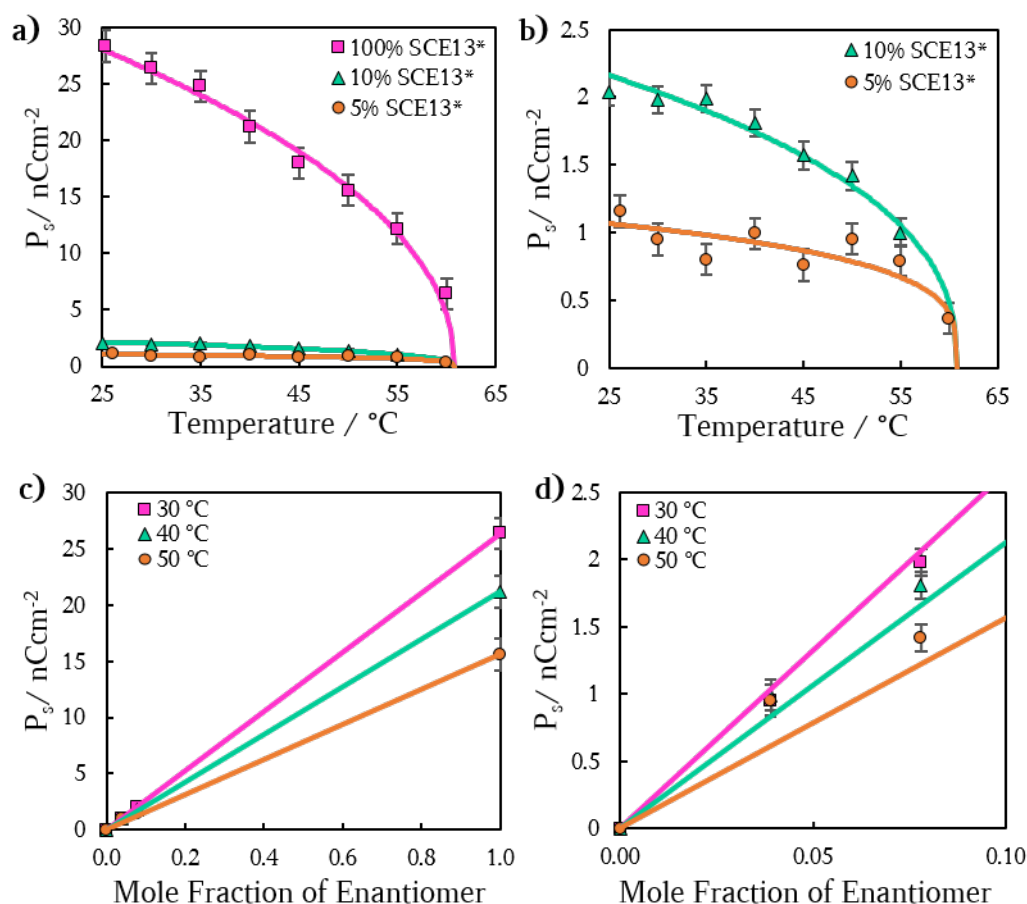 a)
30
25
20
15
10
5
0
P_s/ nCcm⁻²
100% SCE13*
10% SCE13*
5% SCE13*
25 35 45 55 65
Temperature / °C
b)
2.5
2
1.5
1
0.5
0
P_s/ nCcm⁻²
10% SCE13*
5% SCE13*
25 35 45 55 65
Temperature / °C
c)
30
25
20
15
10
5
0
P_s/ nCcm⁻²
30 °C
40 °C
50 °C
0.0 0.2 0.4 0.6 0.8 1.0
Mole Fraction of Enantiomer
d)
2.5
2
1.5
1
0.5
0
P_s/ nCcm⁻²
30 °C
40 °C
50 °C
0.00 0.05 0.10
Mole Fraction of Enantiomer